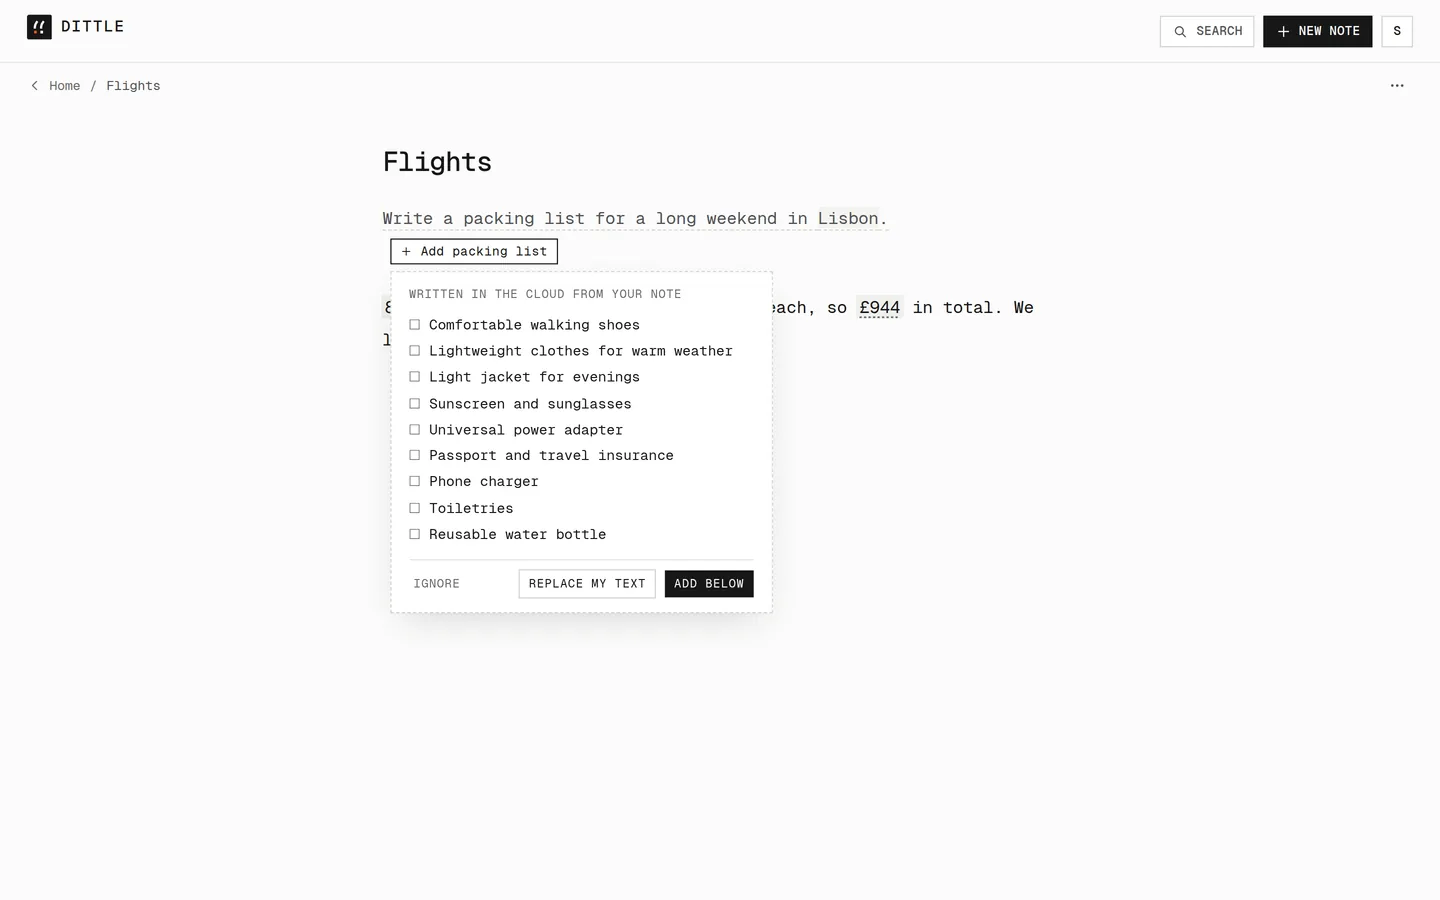 DITTLE
SEARCH
+ NEW NOTE
S
Home / Flights
Flights
Write a packing list for a long weekend in Lisbon.
+ Add packing list
WRITTEN IN THE CLOUD FROM YOUR NOTE
each, so £944 in total. We
Comfortable walking shoes
Lightweight clothes for warm weather
Light jacket for evenings
Sunscreen and sunglasses
Universal power adapter
Passport and travel insurance
Phone charger
Toiletries
Reusable water bottle
IGNORE
REPLACE MY TEXT
ADD BELOW